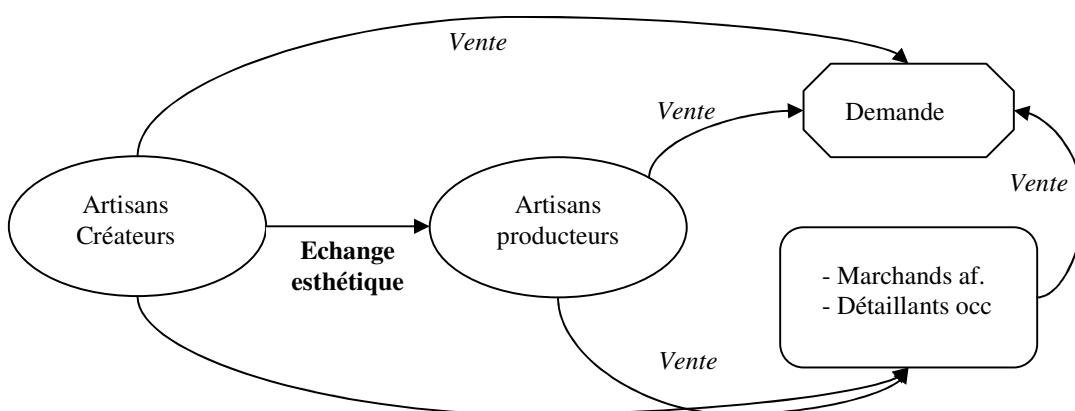 Vente
Demande
Vente
Vente
Artisans
Créateurs
Artisans
producteurs
Echange
esthétique
- Marchands af.
- Détaillants occ
Vente